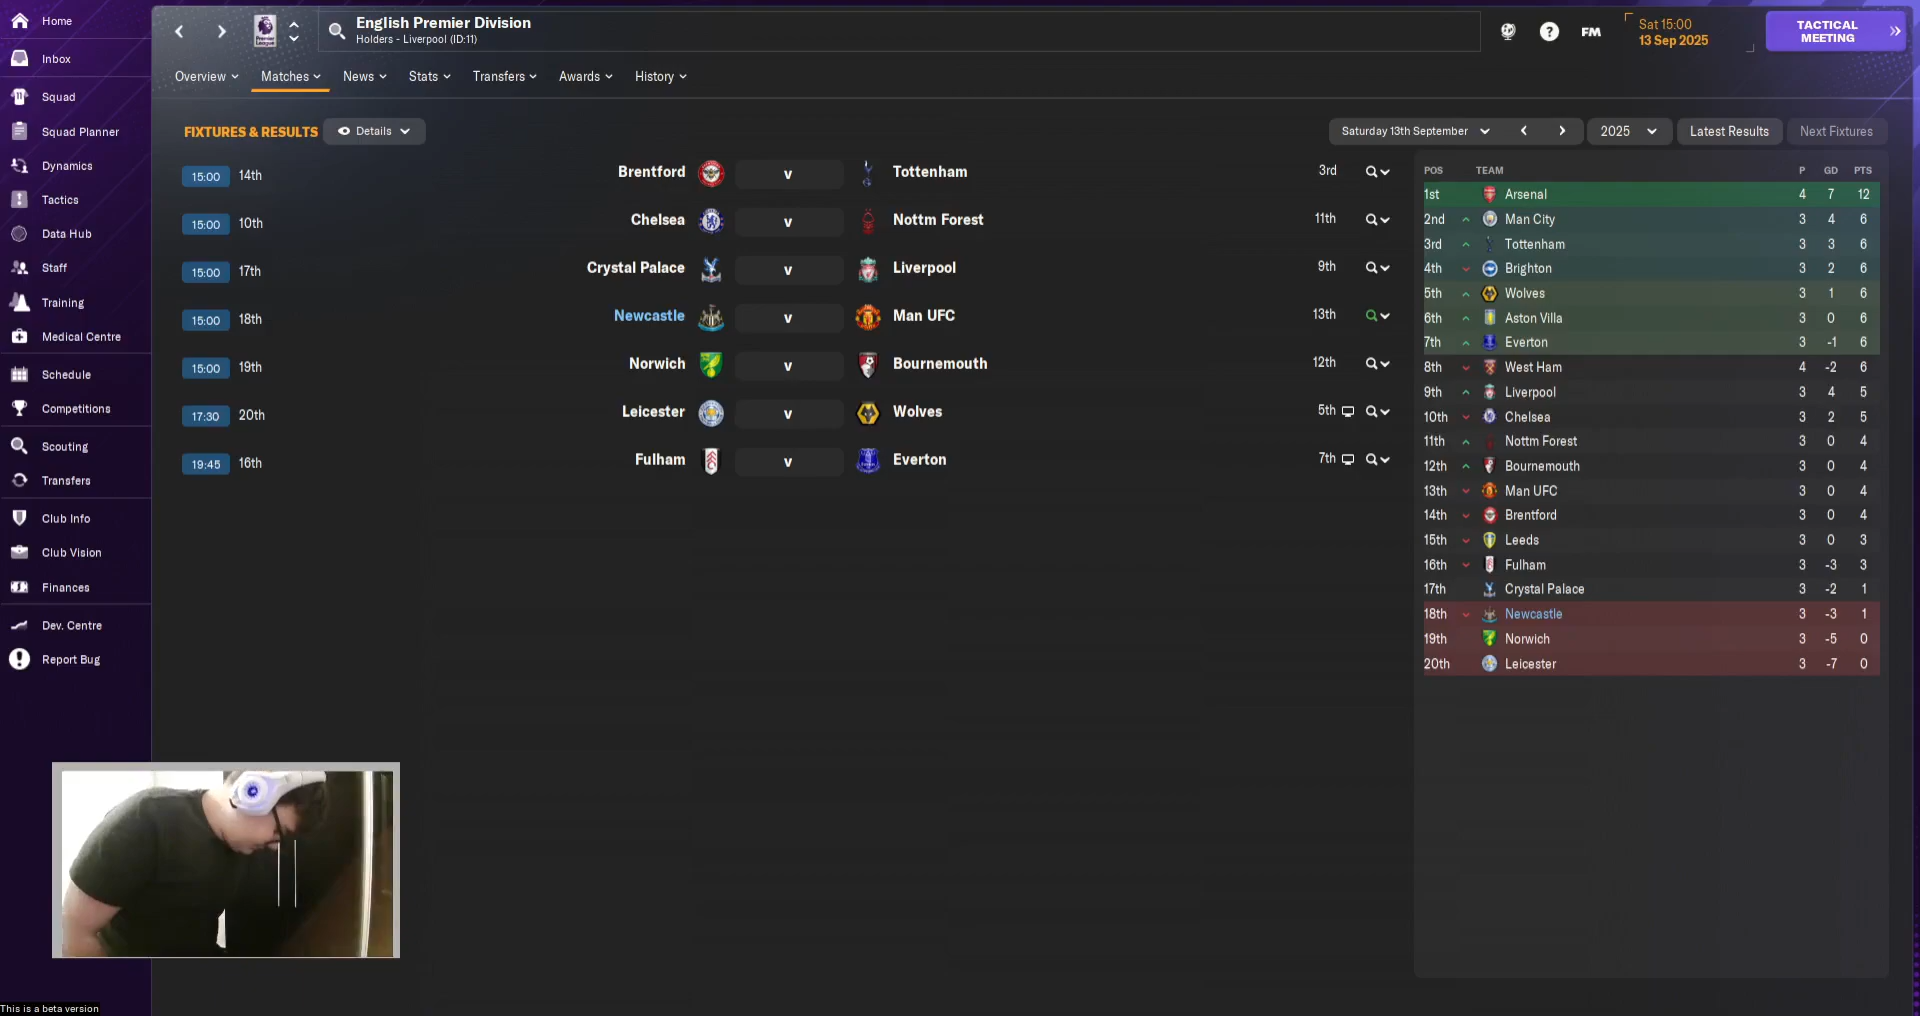 Home
Inbox
Squad
Squad Planner
Dynamics
Tactics
Data Hub
Staff
Training
Medical Centre
Schedule
Competitions
Scouting
Transfers
Club Info
Club Vision
Finances
Dev. Centre
Report Bug
This is a beta version
English Premier Division
Holders - Liverpool (ID:11)
FM
Sat 15:00
13 Sep 2025
TACTICAL
MEETING
Overview Matches News Stats Transfers Awards History
FIXTURES & RESULTS Details
Saturday 13th September 2025 Latest Results Next Fixtures
15:00 14th Brentford v Tottenham 3rd
15:00 10th Chelsea v Nottm Forest 11th
15:00 17th Crystal Palace v Liverpool 9th
15:00 18th Newcastle v Man UFC 13th
15:00 19th Norwich v Bournemouth 12th
17:30 20th Leicester v Wolves 5th
19:45 16th Fulham v Everton 7th
POS TEAM P GD PTS
1st Arsenal 4 7 12
2nd Man City 3 4 6
3rd Tottenham 3 3 6
4th Brighton 3 2 6
5th Wolves 3 1 6
6th Aston Villa 3 0 6
7th Everton 3 -1 6
8th West Ham 4 -2 6
9th Liverpool 3 4 5
10th Chelsea 3 2 5
11th Nottm Forest 3 0 4
12th Bournemouth 3 0 4
13th Man UFC 3 0 4
14th Brentford 3 0 4
15th Leeds 3 0 3
16th Fulham 3 -3 3
17th Crystal Palace 3 -2 1
18th Newcastle 3 -3 1
19th Norwich 3 -5 0
20th Leicester 3 -7 0